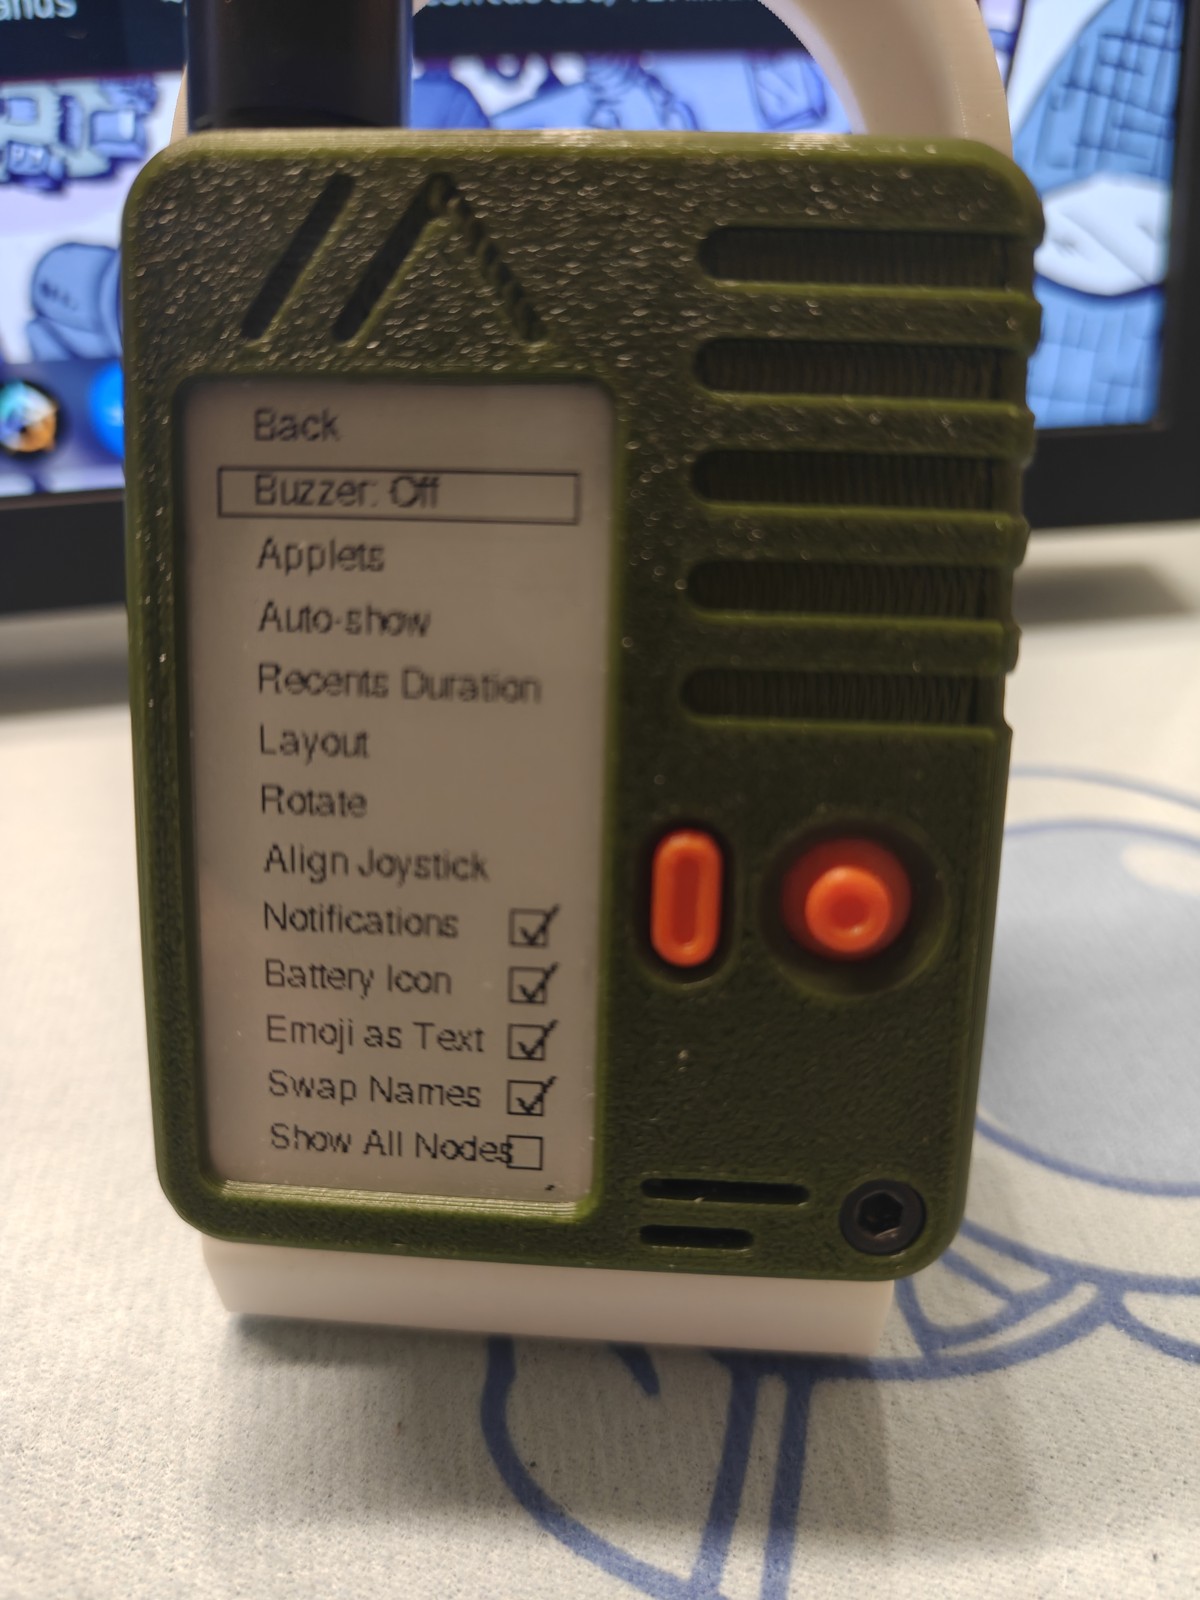 Back
Buzzer: Off
Applets
Auto-show
Recents Duration
Layout
Rotate
Align Joystick
Notifications
Battery Icon
Emoji as Text
Swap Names
Show All Nodes